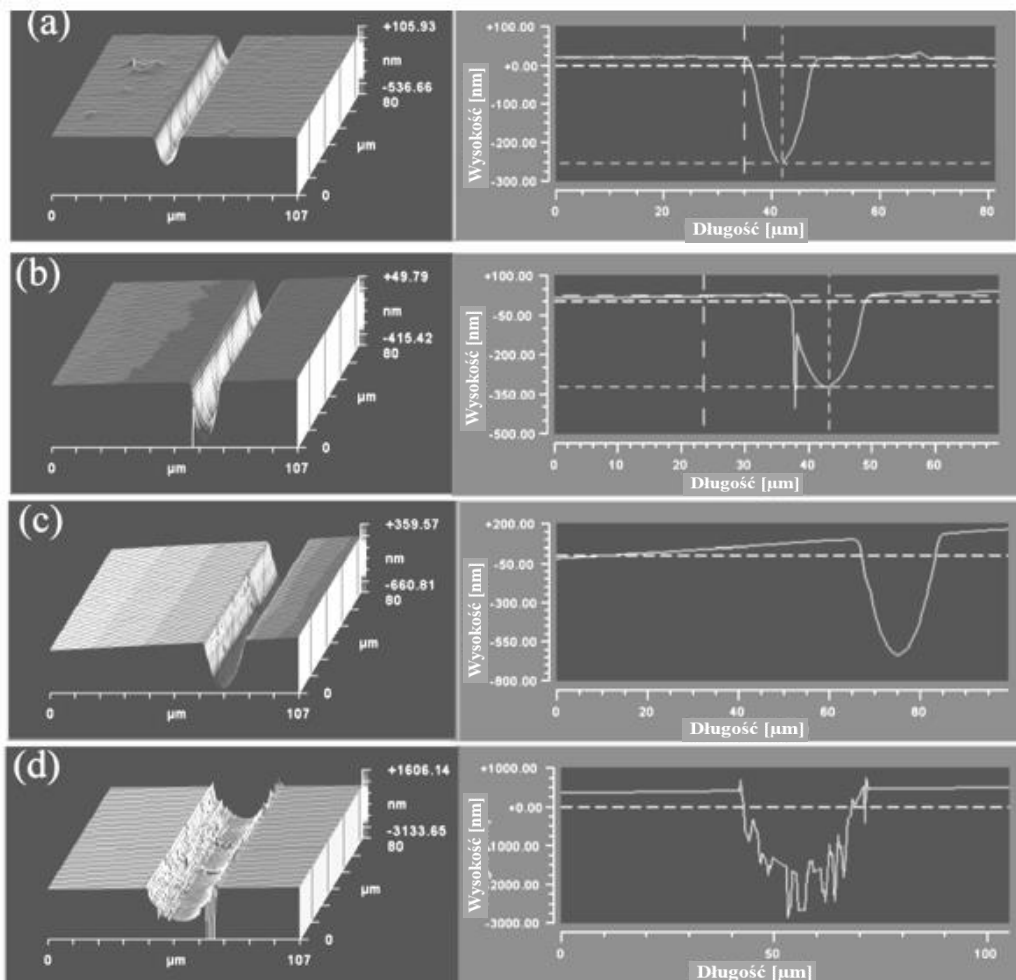 (a)
+105.93
nm
-536.66
80
µm
0
0
µm
107
Wysokość [nm]
+100.00
+0.00
-100.00
-200.00
-300.00
0
20
40
60
80
Długość [µm]
(b)
+49.79
nm
-415.42
80
µm
0
0
µm
107
Wysokość [nm]
+100.00
-50.00
-200.00
-350.00
-500.00
0
10
20
30
40
50
60
Długość [µm]
(c)
+359.57
nm
-660.81
80
µm
0
0
µm
107
Wysokość [nm]
+200.00
-50.00
-300.00
-550.00
-800.00
0
20
40
60
80
Długość [µm]
(d)
+1606.14
nm
-3133.65
80
µm
0
0
µm
107
Wysokość [nm]
+1000.00
+0.00
-1000.00
-2000.00
-3000.00
0
50
100
Długość [µm]